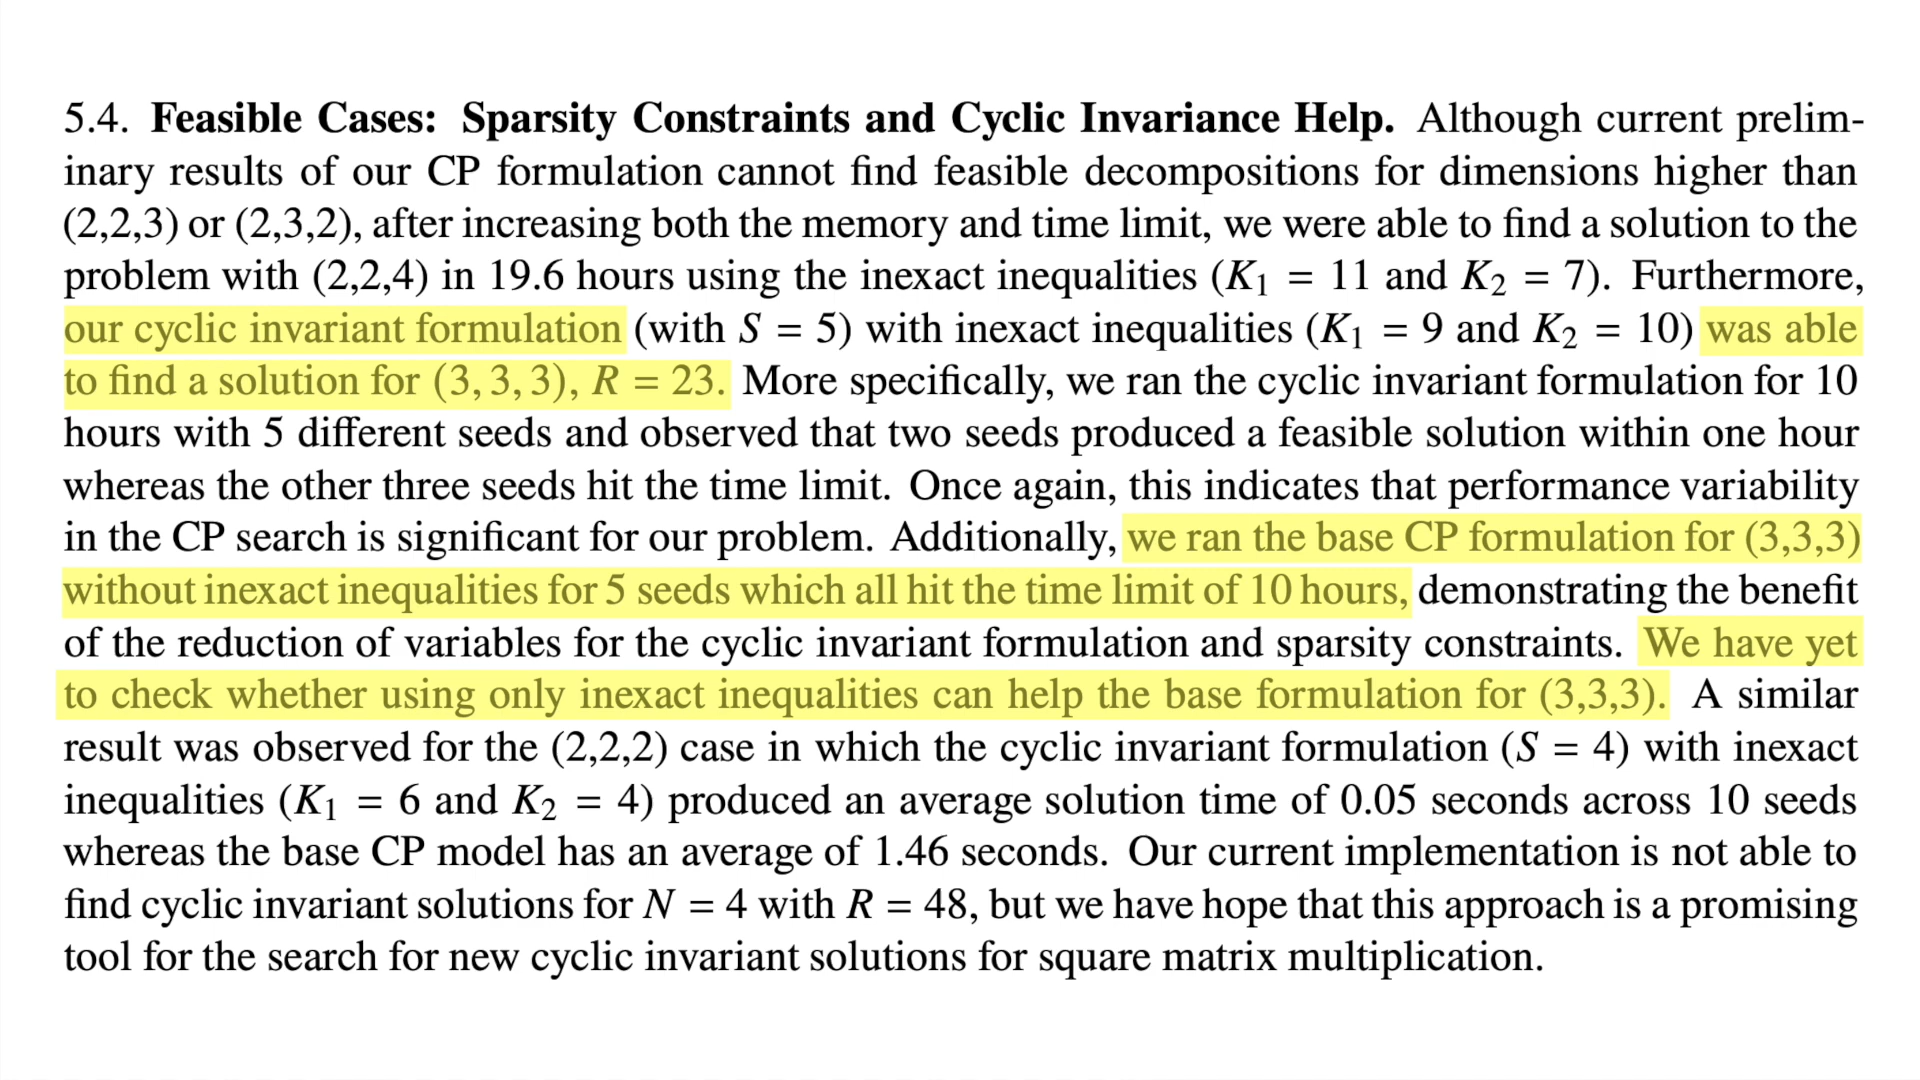 5.4. Feasible Cases: Sparsity Constraints and Cyclic Invariance Help. Although current prelim-
inary results of our CP formulation cannot find feasible decompositions for dimensions higher than
(2,2,3) or (2,3,2), after increasing both the memory and time limit, we were able to find a solution to the
problem with (2,2,4) in 19.6 hours using the inexact inequalities (K₁ = 11 and K₂ = 7). Furthermore,
our cyclic invariant formulation (with S = 5) with inexact inequalities (K₁ = 9 and K₂ = 10) was able
to find a solution for (3, 3, 3), R = 23. More specifically, we ran the cyclic invariant formulation for 10
hours with 5 different seeds and observed that two seeds produced a feasible solution within one hour
whereas the other three seeds hit the time limit. Once again, this indicates that performance variability
in the CP search is significant for our problem. Additionally, we ran the base CP formulation for (3,3,3)
without inexact inequalities for 5 seeds which all hit the time limit of 10 hours, demonstrating the benefit
of the reduction of variables for the cyclic invariant formulation and sparsity constraints. We have yet
to check whether using only inexact inequalities can help the base formulation for (3,3,3). A similar
result was observed for the (2,2,2) case in which the cyclic invariant formulation (S = 4) with inexact
inequalities (K₁ = 6 and K₂ = 4) produced an average solution time of 0.05 seconds across 10 seeds
whereas the base CP model has an average of 1.46 seconds. Our current implementation is not able to
find cyclic invariant solutions for N = 4 with R = 48, but we have hope that this approach is a promising
tool for the search for new cyclic invariant solutions for square matrix multiplication.